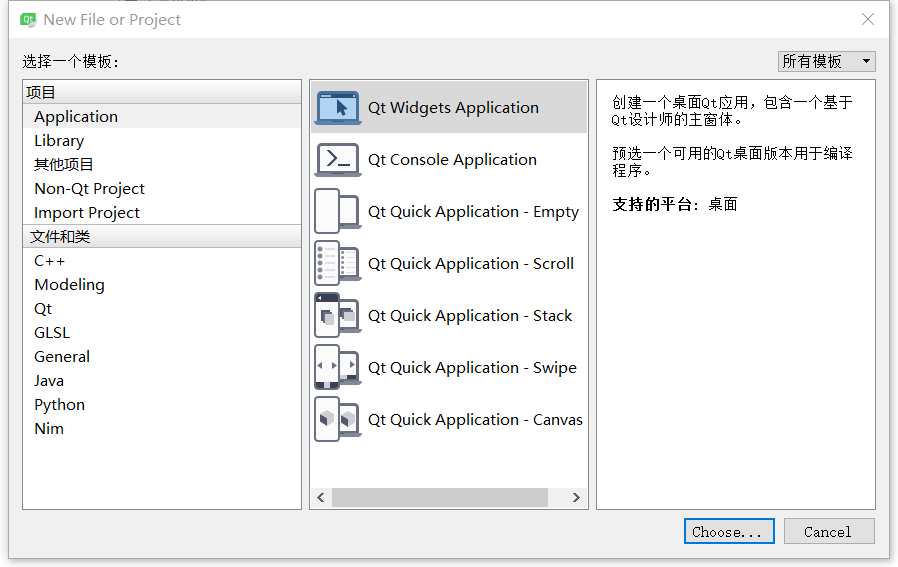 New File or Project
选择一个模板:
所有模板
项目
Application
Library
其他项目
Non-Qt Project
Import Project
文件和类
C++
Modeling
Qt
GLSL
General
Java
Python
Nim
Qt Widgets Application
Qt Console Application
Qt Quick Application - Empty
Qt Quick Application - Scroll
Qt Quick Application - Stack
Qt Quick Application - Swipe
Qt Quick Application - Canvas
创建一个桌面Qt应用，包含一个基于
Qt设计师的主窗体。
预选一个可用的Qt桌面版本用于编译
程序。
支持的平台: 桌面
Choose...
Cancel